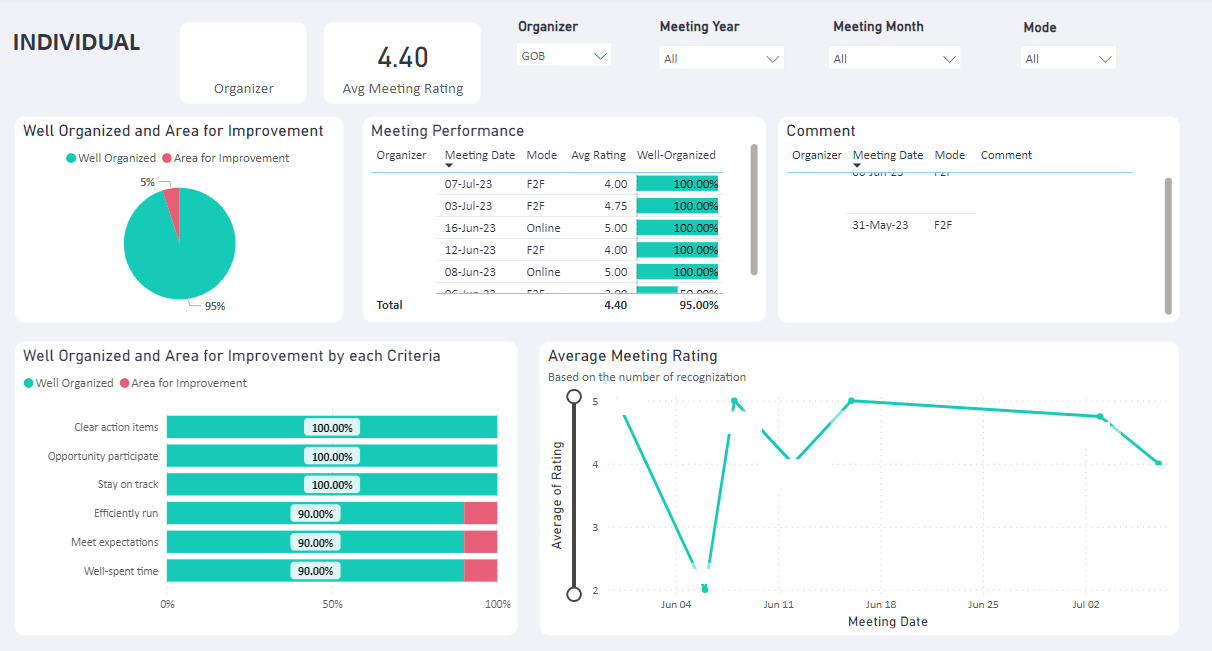 INDIVIDUAL
Organizer
4.40
Avg Meeting Rating
Organizer
GOB
Meeting Year
All
Meeting Month
All
Mode
All
Well Organized and Area for Improvement
Well Organized Area for Improvement
5%
95%
Meeting Performance
Organizer Meeting Date Mode Avg Rating Well-Organized
07-Jul-23 F2F 4.00 100.00%
03-Jul-23 F2F 4.75 100.00%
16-Jun-23 Online 5.00 100.00%
12-Jun-23 F2F 4.00 100.00%
08-Jun-23 Online 5.00 100.00%
Total 4.40 95.00%
Comment
Organizer Meeting Date Mode Comment
31-May-23 F2F
Well Organized and Area for Improvement by each Criteria
Well Organized Area for Improvement
Clear action items 100.00%
Opportunity participate 100.00%
Stay on track 100.00%
Efficiently run 90.00%
Meet expectations 90.00%
Well-spent time 90.00%
0% 50% 100%
Average Meeting Rating
Based on the number of recognization
Average of Rating
5
4
3
2
Jun 04 Jun 11 Jun 18 Jun 25 Jul 02
Meeting Date